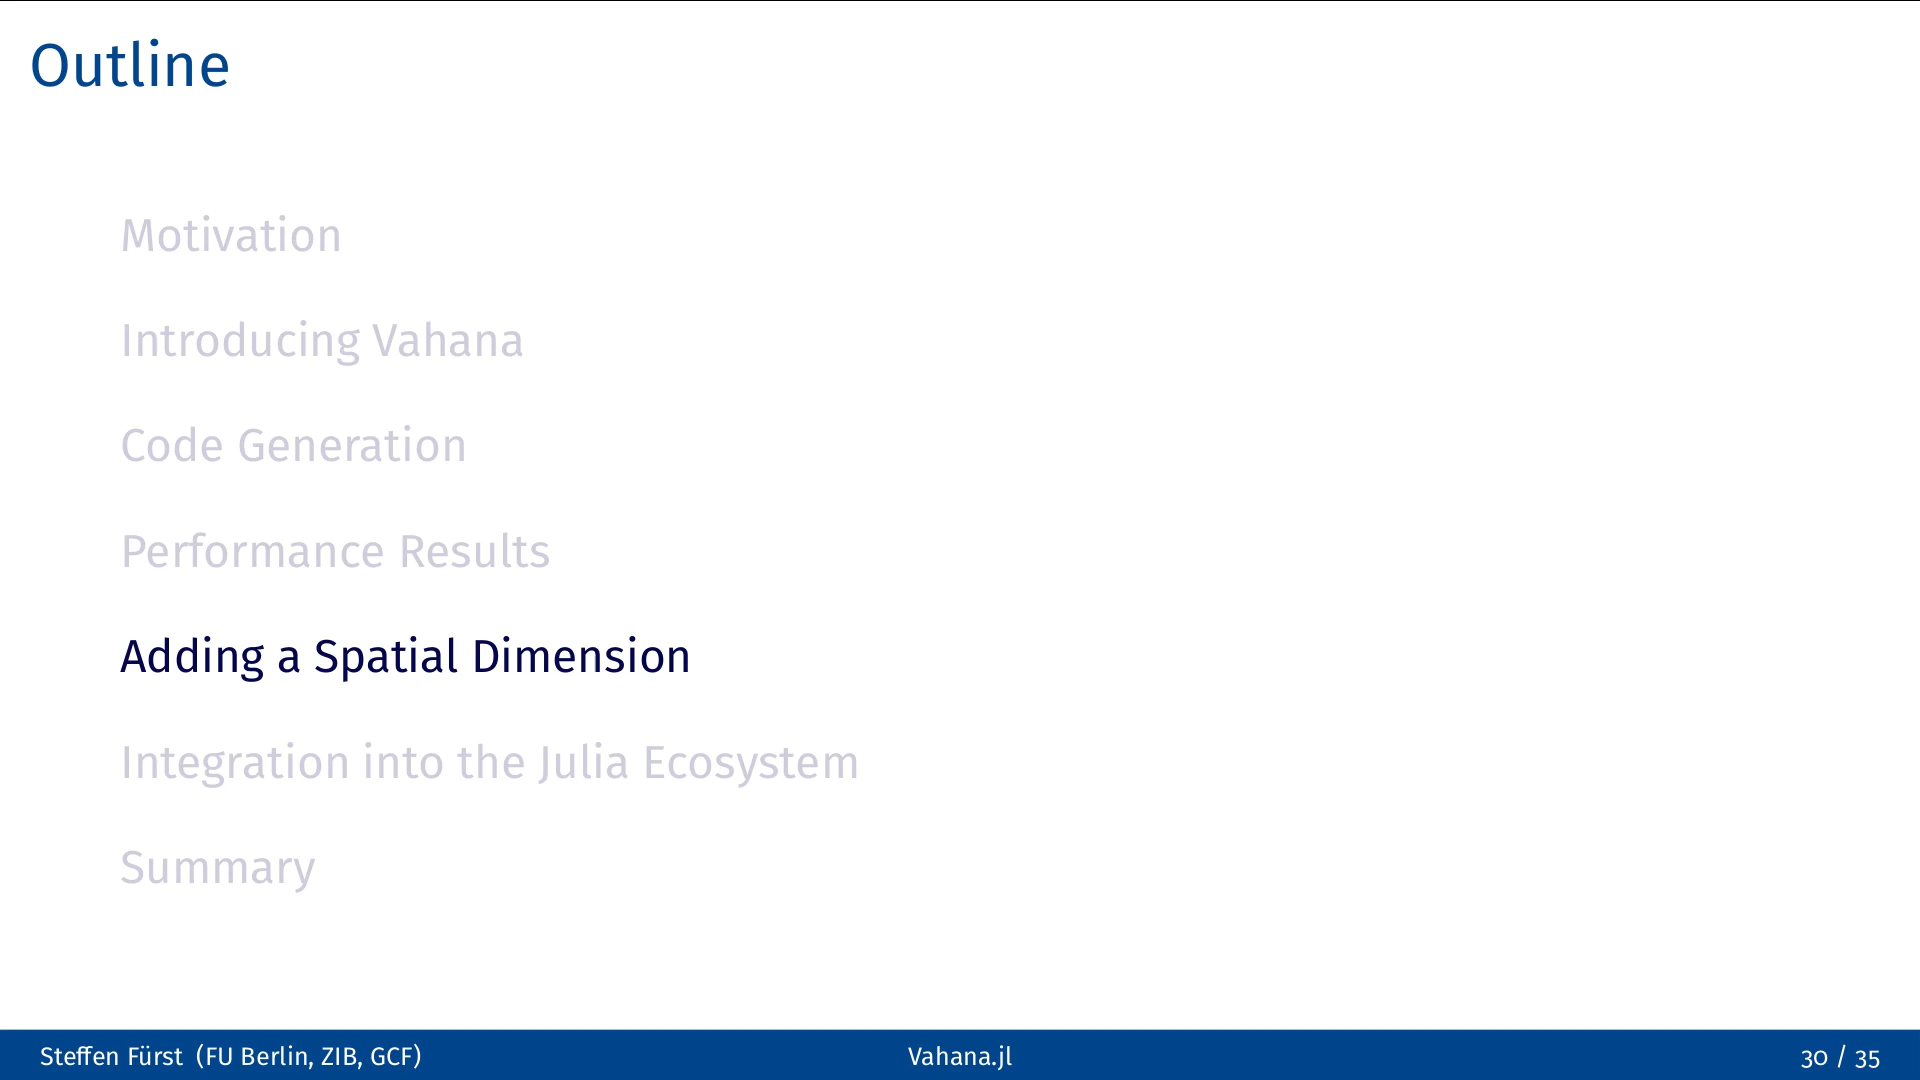 Outline
Motivation
Introducing Vahana
Code Generation
Performance Results
Adding a Spatial Dimension
Integration into the Julia Ecosystem
Summary
Steffen Fürst (FU Berlin, ZIB, GCF)
Vahana.jl
30 / 35